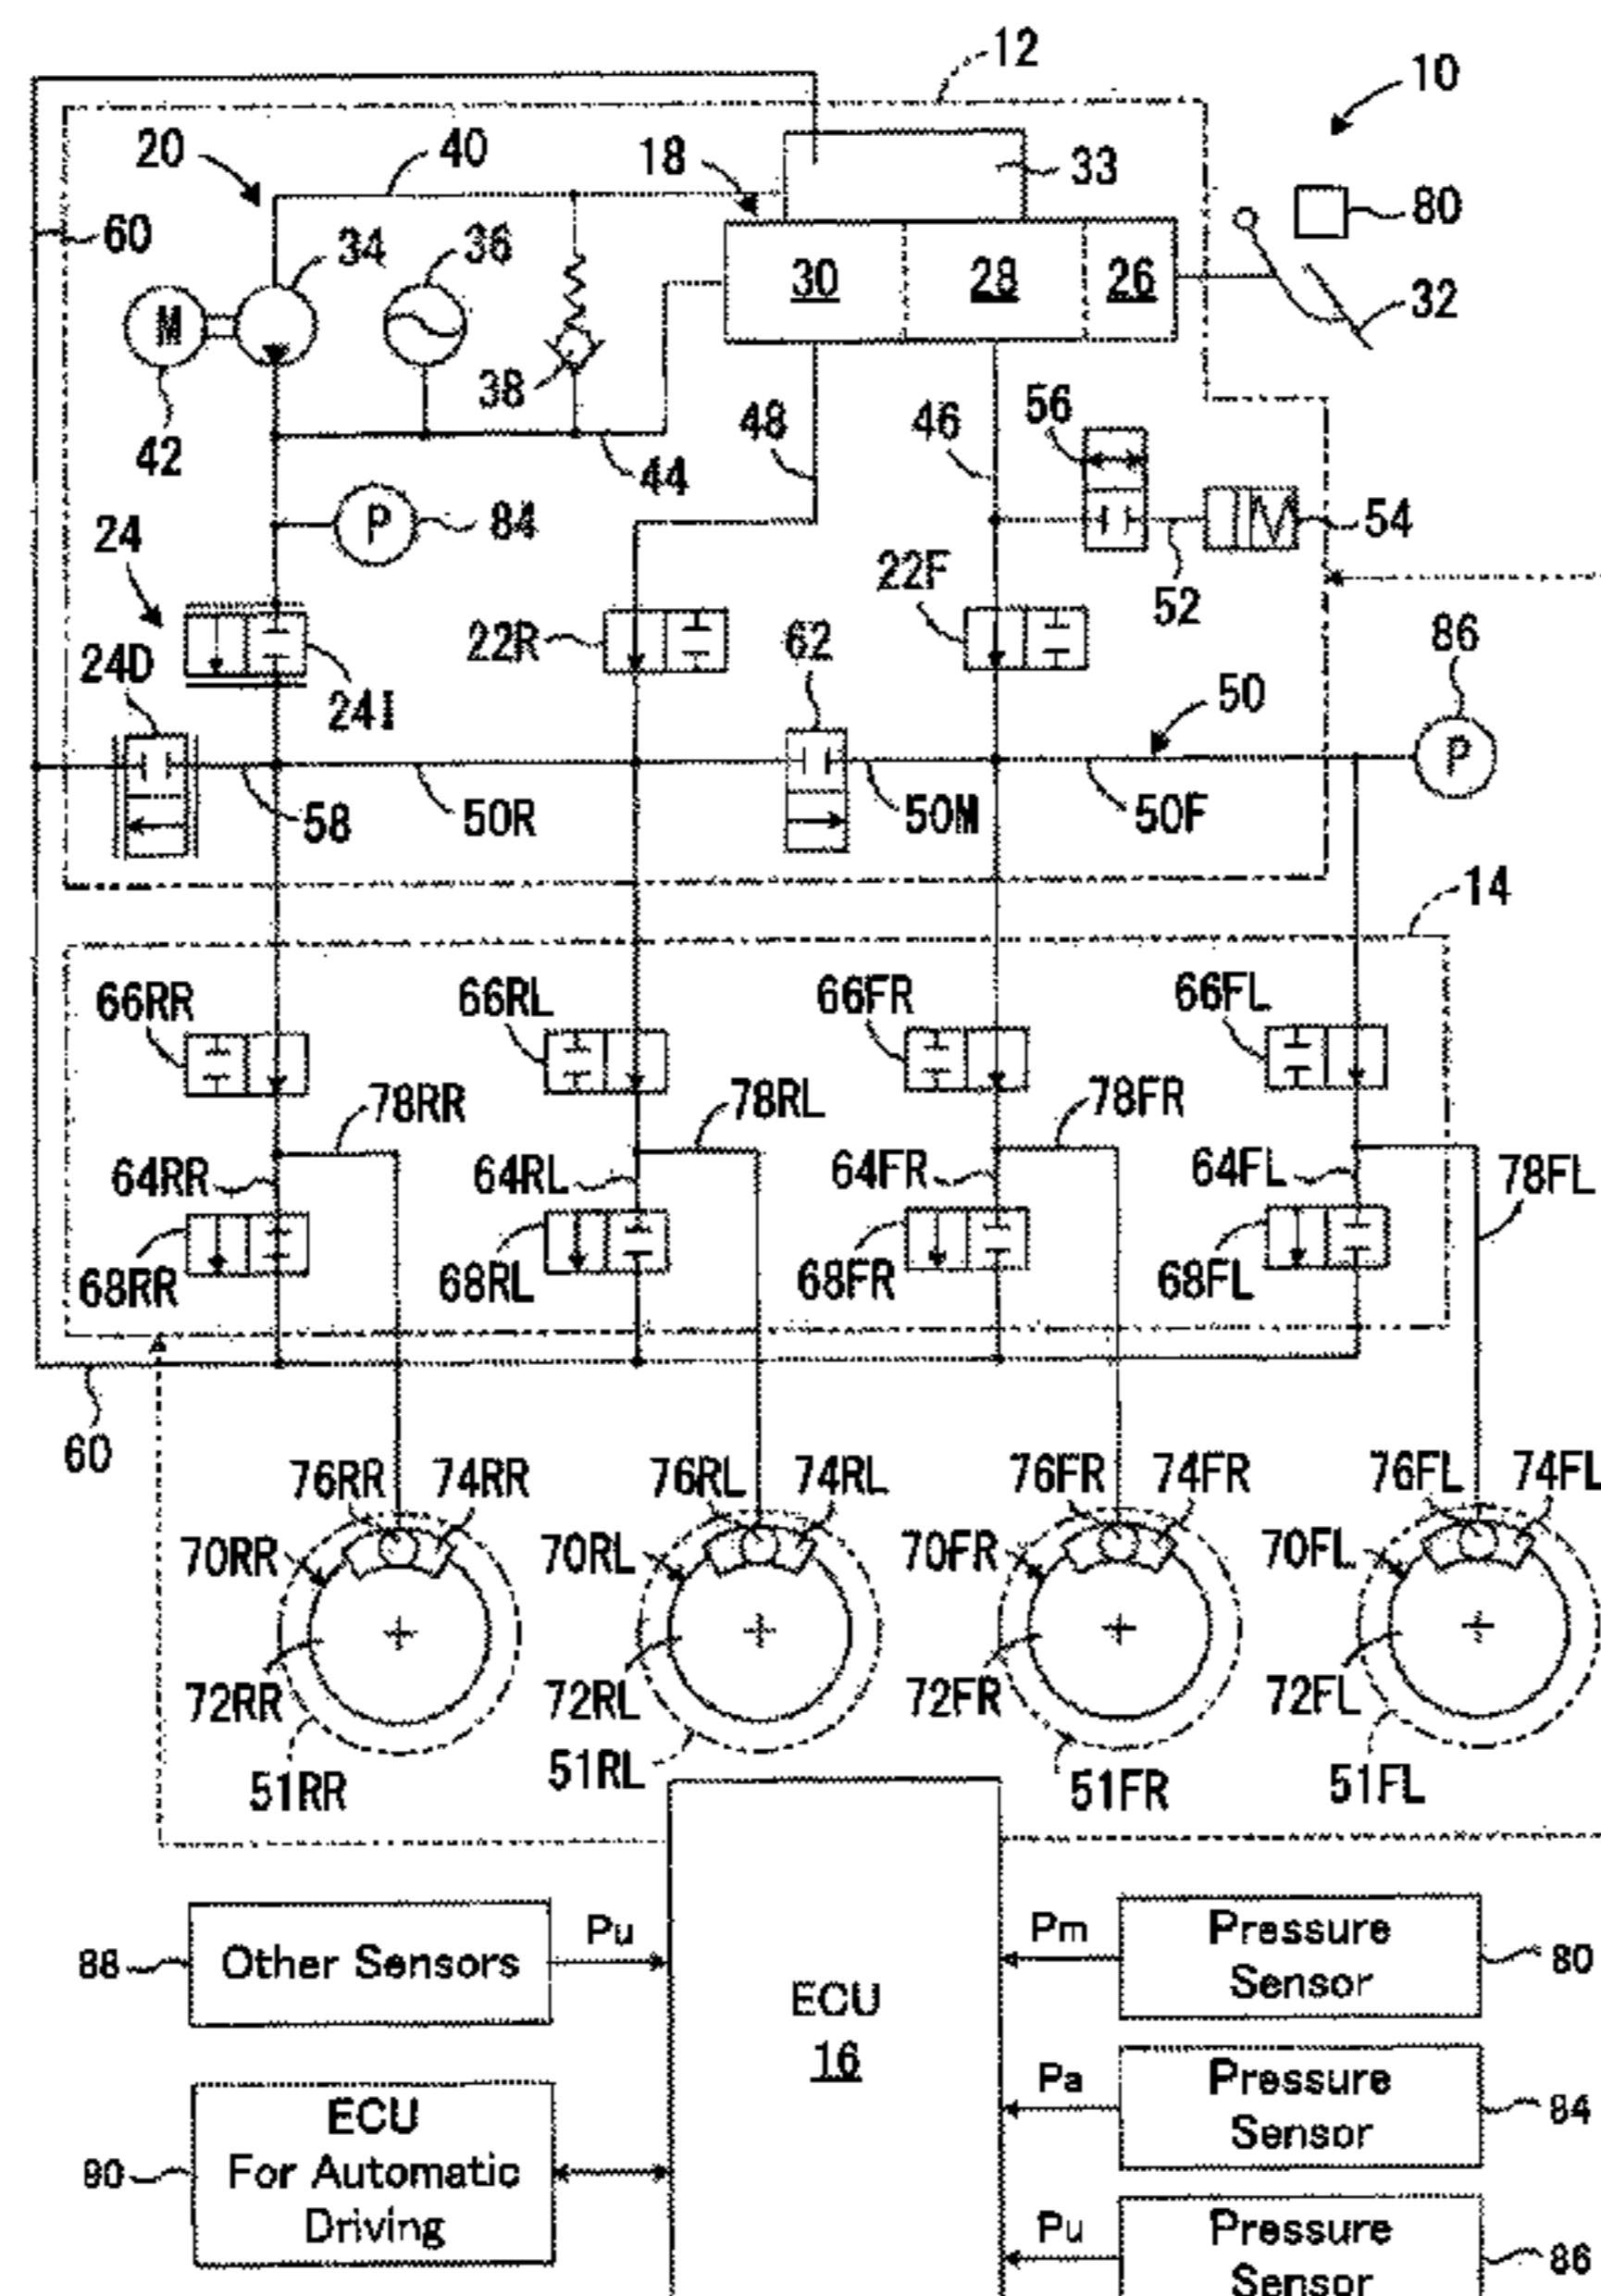 12
10
20
40
18
33
80
60
34
36
30
28
26
32
M
38
42
44
48
46
56
P
84
54
24
22F
52
22R
62
86
24D
24I
50
P
58
50R
50M
50F
14
66RR
66RL
66FR
66FL
78RR
78RL
78FR
64RR
64RL
64FR
64FL
78FL
68RR
68RL
68FR
68FL
60
76RR
74RR
76RL
74RL
76FR
74FR
76FL
74FL
70RR
70RL
70FR
70FL
72RR
72RL
72FR
72FL
51RR
51RL
51FR
51FL
88
Other Sensors
Pu
ECU
16
Pm
Pressure
Sensor
80
90
ECU
For Automatic
Driving
Pa
Pressure
Sensor
84
Pu
Pressure
Sensor
86